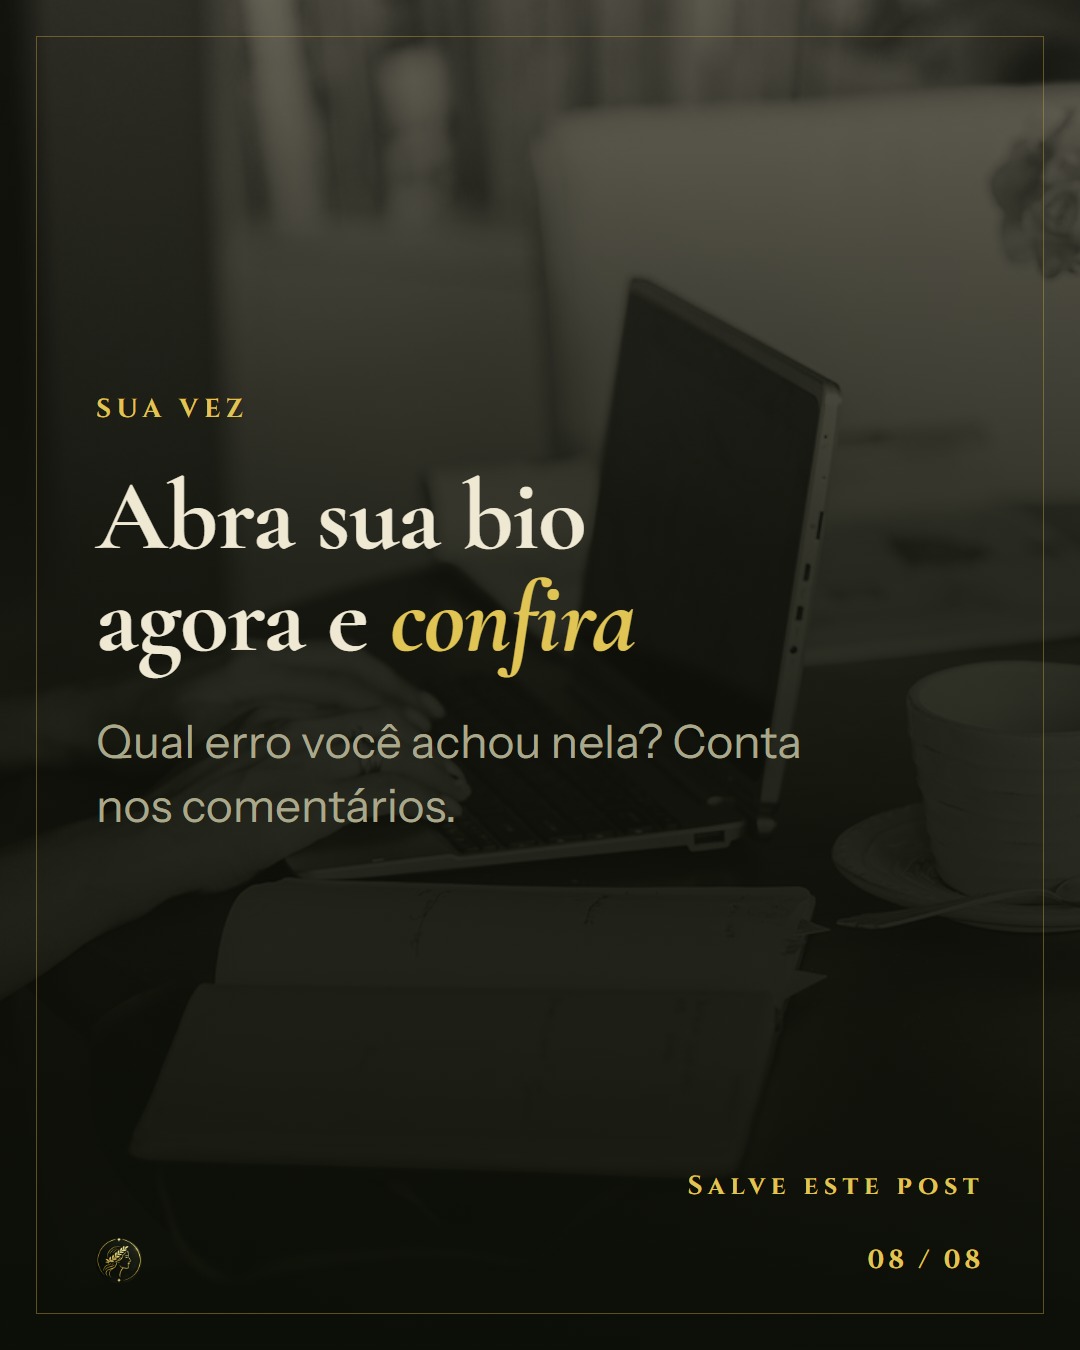 SUA VEZ
Abra sua bio
agora e confira
Qual erro você achou nela? Conta
nos comentários.
SALVE ESTE POST
08 / 08